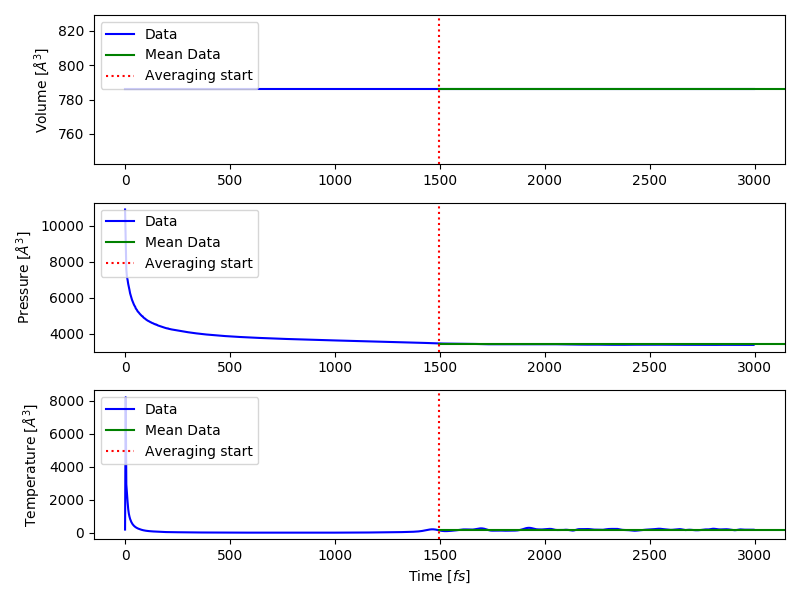 820
800
780
760
Volume [Å³]
Data
Mean Data
Averaging start
0 500 1000 1500 2000 2500 3000
10000
8000
6000
4000
Pressure [Å³]
Data
Mean Data
Averaging start
0 500 1000 1500 2000 2500 3000
8000
6000
4000
2000
0
Temperature [Å³]
Data
Mean Data
Averaging start
0 500 1000 1500 2000 2500 3000
Time [fs]